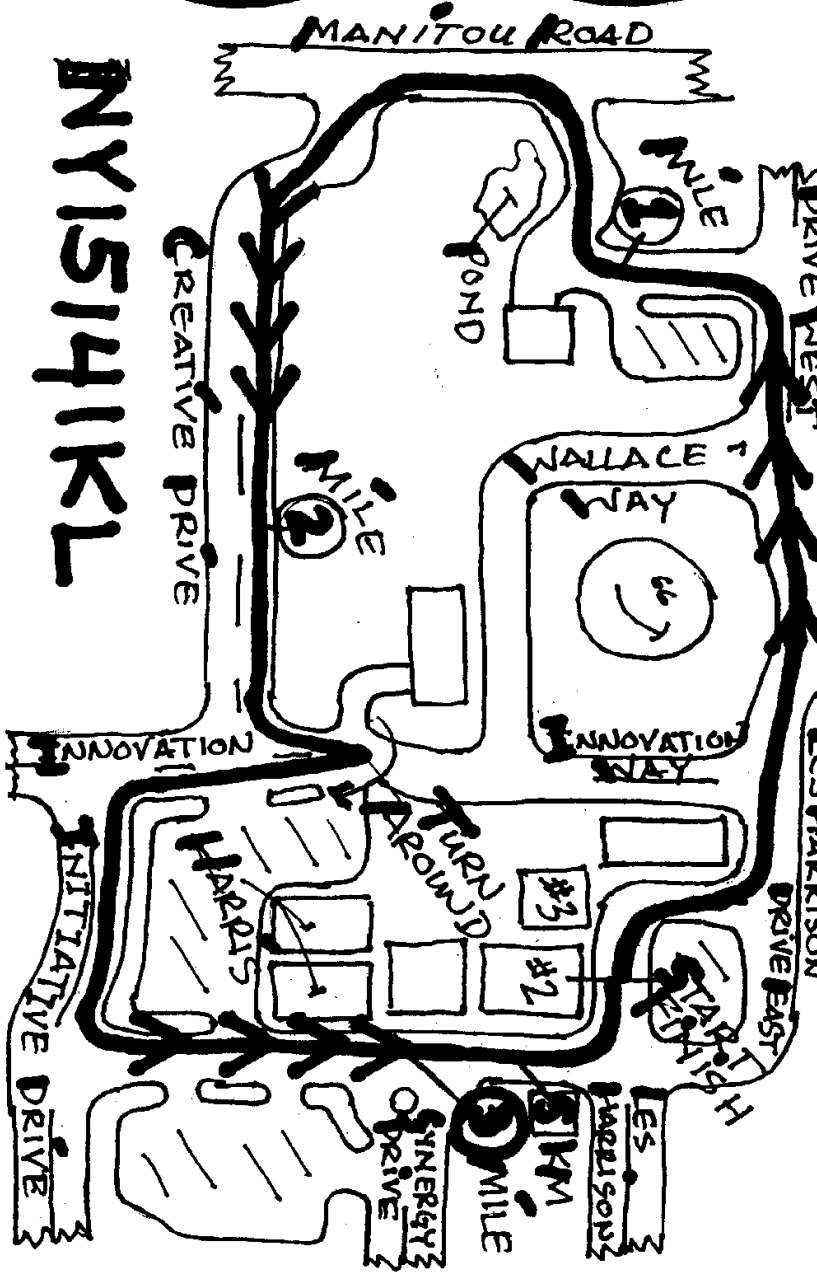 MANITOU ROAD
NY15141KL
MILE
1
DRIVE WEST
POND
CREATIVE DRIVE
WALLACE
WAY
MILE
2
INNOVATION
INNOVATION
WAY
TURN
AROUND
HARRIS
#3
#2
START
FINISH
DRIVE EAST
INITIATIVE DRIVE
SYNERGY
DRIVE
3
MILE
5
KM
LES
HARRISON
LES HARRISON